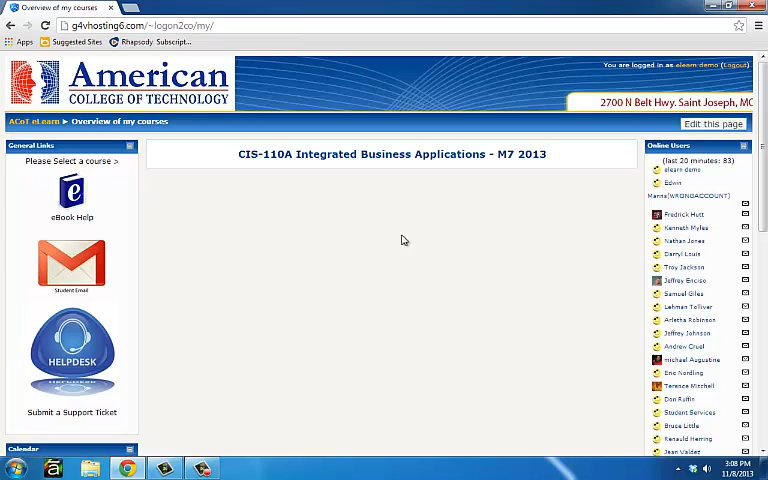 Overview of my courses
g4vhosting6.com/~logon2co/my/
Apps
Suggested Sites
Rhapsody Subscript...
American
COLLEGE OF TECHNOLOGY
You are logged in as elearn demo (Logout)
2700 N Belt Hwy. Saint Joseph, MO
ACoT eLearn ► Overview of my courses
Edit this page
General Links
Please Select a course >
eBook Help
Student Email
HELPDESK
Submit a Support Ticket
Calendar
CIS-110A Integrated Business Applications - M7 2013
Online Users
(last 20 minutes: 83)
elearn demo
Edwin
Manns(WRONGACCOUNT)
Fredrick Hutt
Kenneth Myles
Nathan Jones
Darryl Louis
Troy Jackson
Jeffrey Enciso
Samuel Giles
Lehman Tolliver
Arletha Robinson
Jeffrey Johnson
Andrew Cruel
michael Augustine
Eric Nordling
Terence Mitchell
Don Ruffin
Student Services
Bruce Little
Renauld Herring
Jean Valdez
3:08 PM
11/8/2013